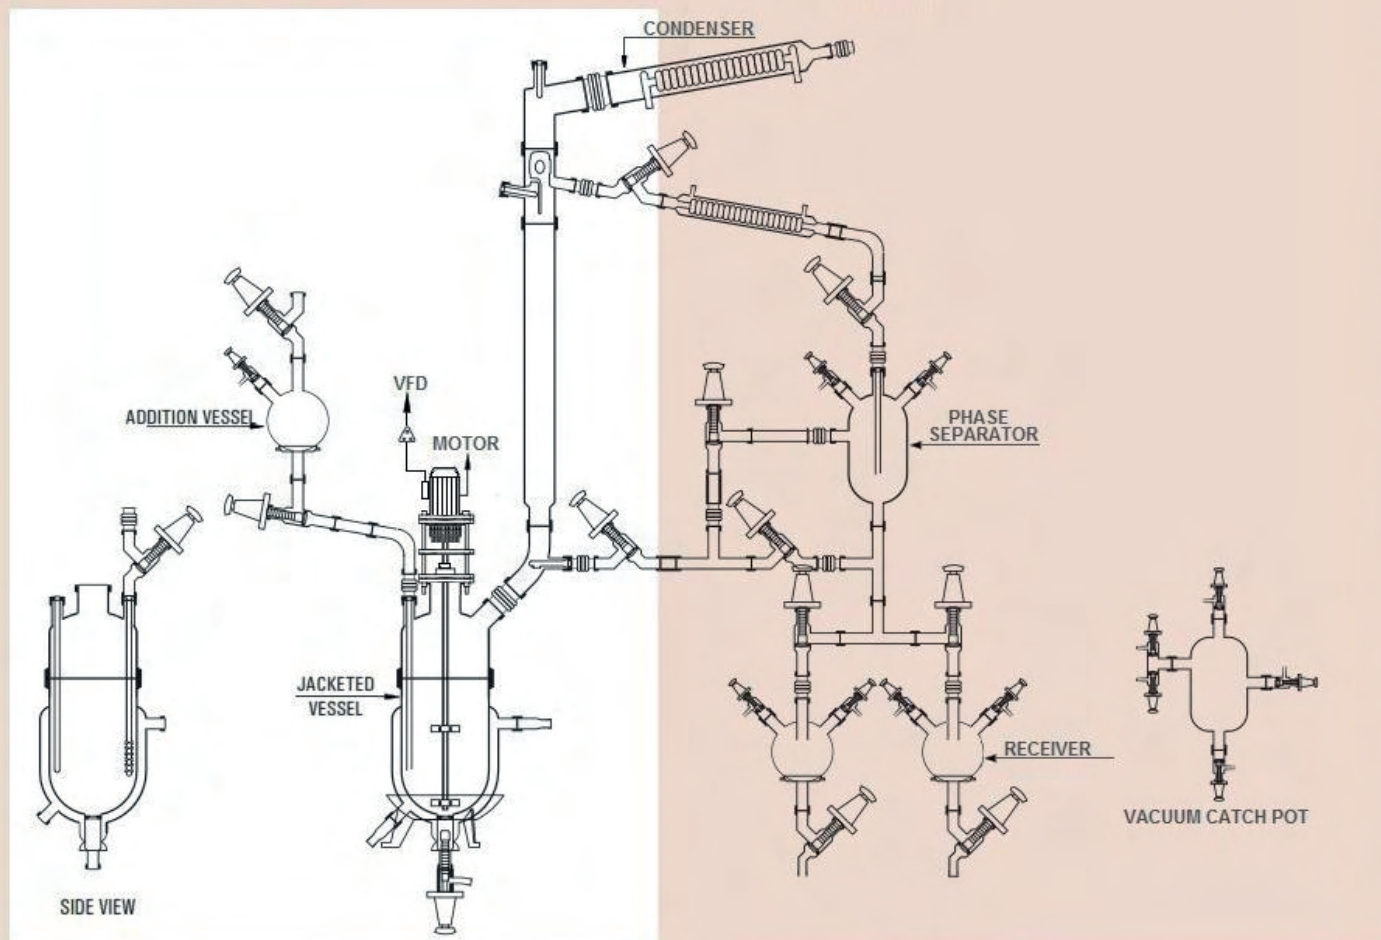 CONDENSER
VFD
MOTOR
ADDITION VESSEL
PHASE
SEPARATOR
JACKETED
VESSEL
RECEIVER
VACUUM CATCH POT
SIDE VIEW